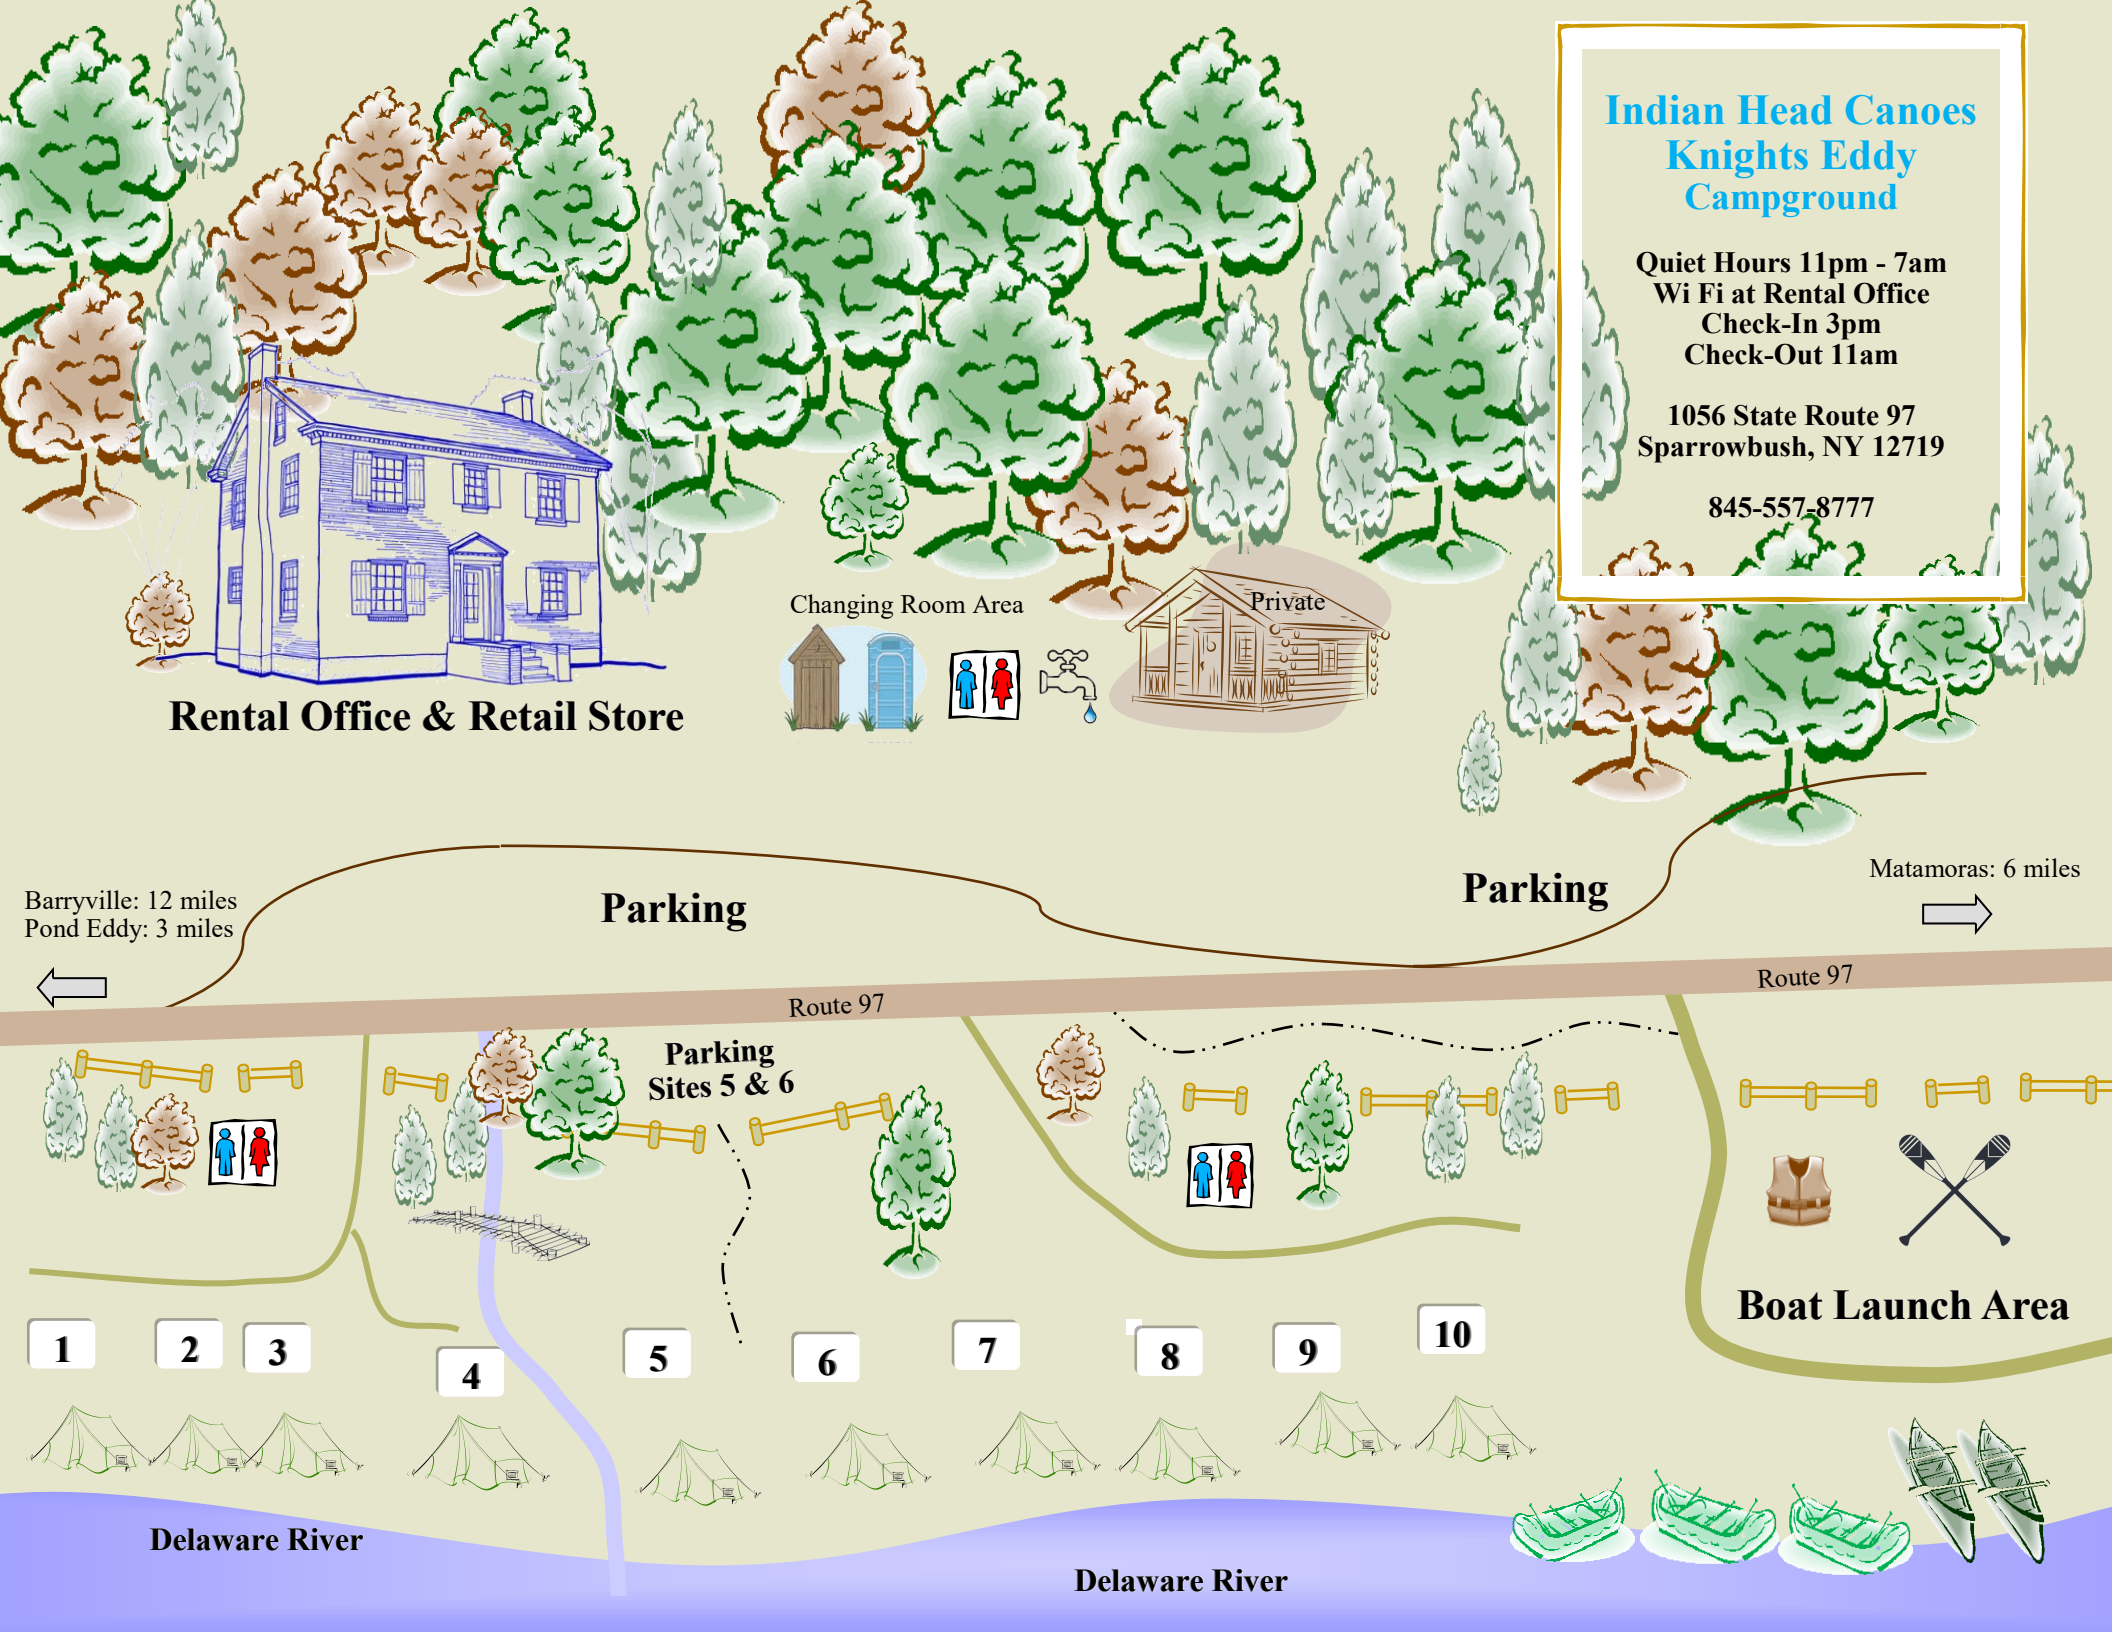 Indian Head Canoes
Knights Eddy
Campground
Quiet Hours 11pm - 7am
Wi Fi at Rental Office
Check-In 3pm
Check-Out 11am
1056 State Route 97
Sparrowbush, NY 12719
845-557-8777
Changing Room Area
Private
Rental Office & Retail Store
Barryville: 12 miles
Pond Eddy: 3 miles
Parking
Parking
Matamoras: 6 miles
Route 97
Route 97
Parking
Sites 5 & 6
Boat Launch Area
1
2
3
4
5
6
7
8
9
10
Delaware River
Delaware River